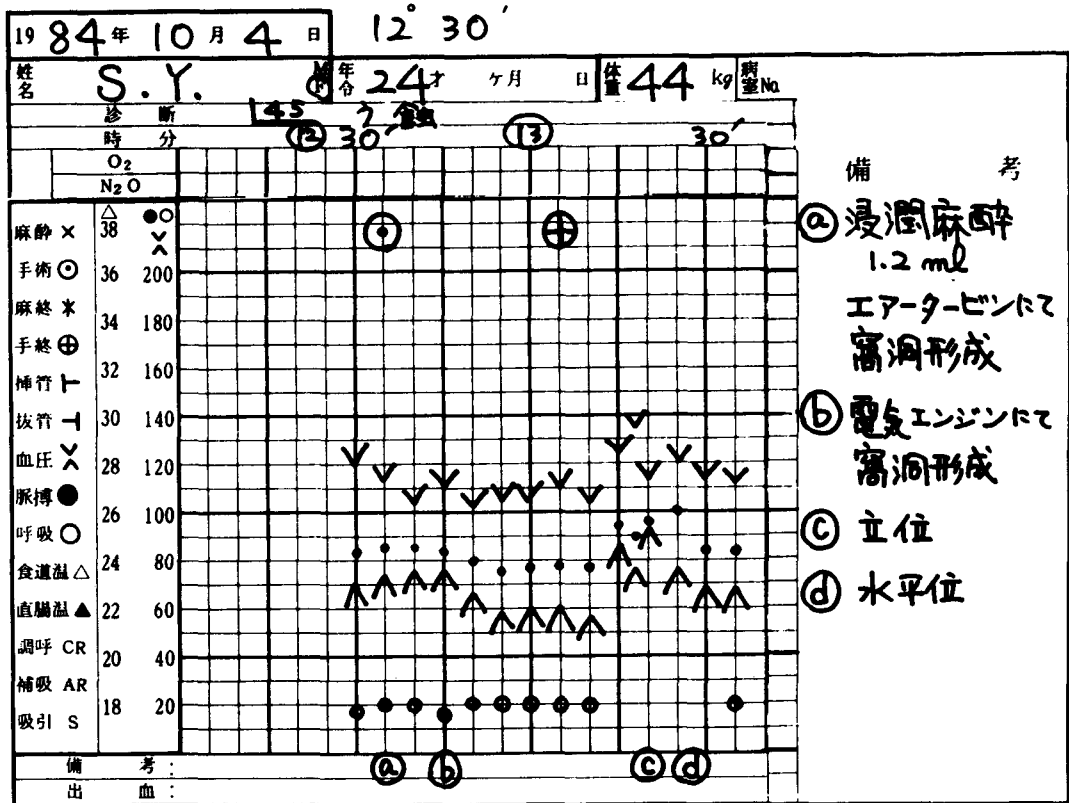 1984年 10月 4日 12° 30′
姓名 S.Y. 年令 24才 ヶ月 日 体重 44 kg 病室No.
診断 45
時分 12 30′ 13 30′
O₂
N₂O
△ ●○
麻酔 × 38
手術 ⊙ 36 200
麻終 34 180
手終 ⊕
32 160
挿管
抜管 30 140
血圧 28 120
脈搏 ●
呼吸 ○ 26 100
食道温 △ 24 80
直腸温 ▲ 22 60
調呼 CR
20 40
補吸 AR
吸引 S 18 20
備考: ⓐ ⓑ ⓒ ⓓ
出血:
備考
ⓐ 浸潤麻酔
1.2 ml
エアータービンにて
窩洞形成
ⓑ 電気エンジンにて
窩洞形成
ⓒ 立位
ⓓ 水平位